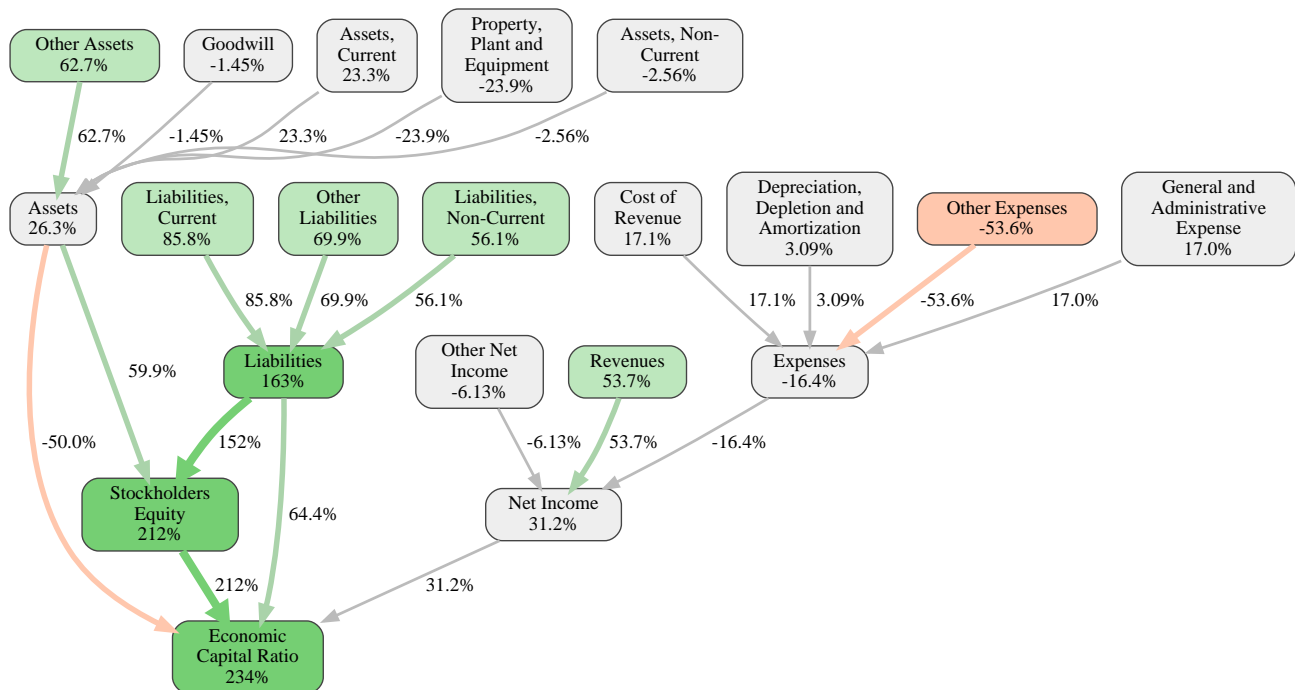 Other Assets
62.7%
Goodwill
-1.45%
Assets,
Current
23.3%
Property,
Plant and
Equipment
-23.9%
Assets, Non-
Current
-2.56%
62.7%
-1.45%
23.3%
-23.9%
-2.56%
Assets
26.3%
Liabilities,
Current
85.8%
Other
Liabilities
69.9%
Liabilities,
Non-Current
56.1%
Cost of
Revenue
17.1%
Depreciation,
Depletion and
Amortization
3.09%
Other Expenses
-53.6%
General and
Administrative
Expense
17.0%
85.8%
69.9%
56.1%
17.1%
3.09%
-53.6%
17.0%
Liabilities
163%
Other Net
Income
-6.13%
Revenues
53.7%
Expenses
-16.4%
59.9%
-50.0%
152%
-6.13%
53.7%
-16.4%
Stockholders
Equity
212%
64.4%
Net Income
31.2%
212%
31.2%
Economic
Capital Ratio
234%